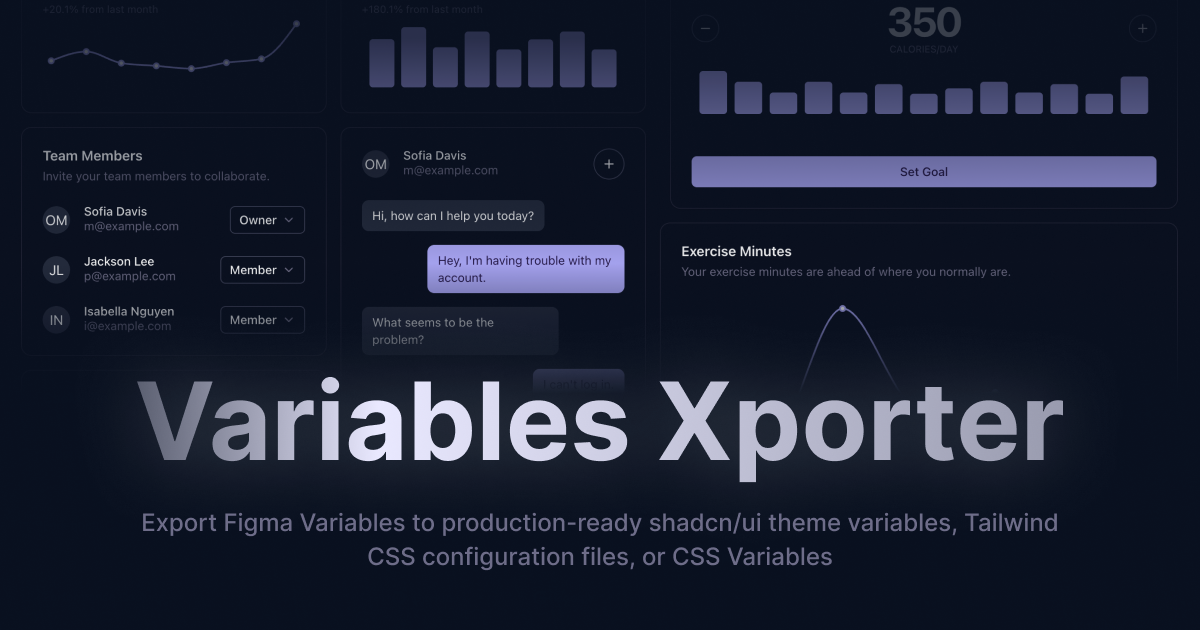 +20.1% from last month
+180.1% from last month
350
CALORIES/DAY
Set Goal
Team Members
Invite your team members to collaborate.
OM
Sofia Davis
m@example.com
Owner
JL
Jackson Lee
p@example.com
Member
IN
Isabella Nguyen
i@example.com
Member
OM
Sofia Davis
m@example.com
Hi, how can I help you today?
Hey, I'm having trouble with my
account.
What seems to be the
problem?
I can't log in.
Exercise Minutes
Your exercise minutes are ahead of where you normally are.
Variables Xporter
Export Figma Variables to production-ready shadcn/ui theme variables, Tailwind
CSS configuration files, or CSS Variables